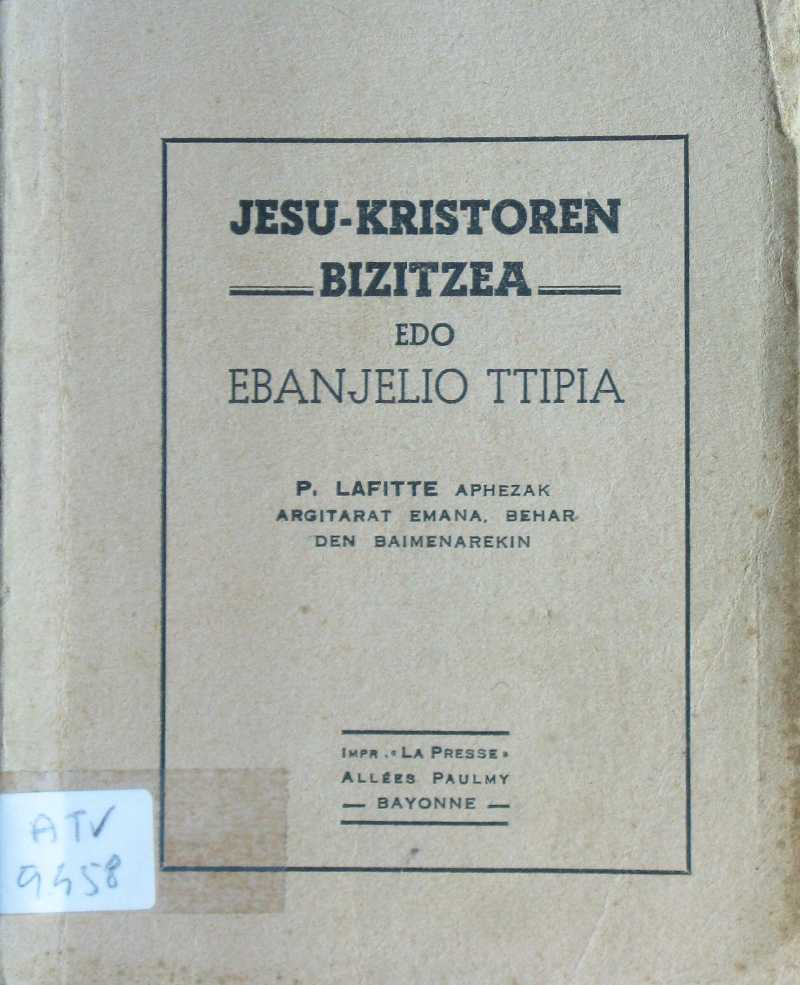 JESU-KRISTOREN
BIZITZEA
EDO
EBANJELIO TTIPIA
P. LAFITTE APHEZAK
ARGITARAT EMANA, BEHAR
DEN BAIMENAREKIN
IMPR. «LA PRESSE»
ALLÉES PAULMY
— BAYONNE —
ATV
9458